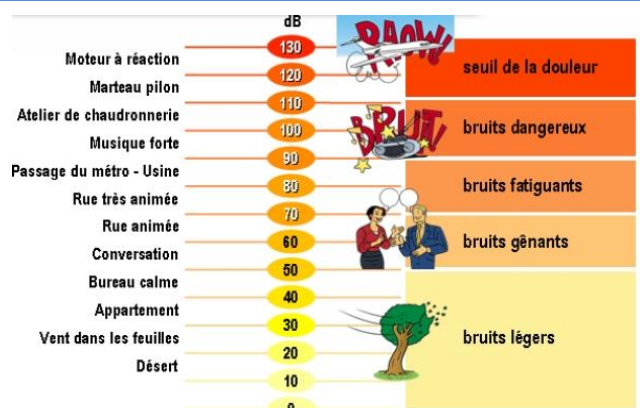 dB
130
Moteur à réaction
PAOW!
seuil de la douleur
120
Marteau pilon
110
Atelier de chaudronnerie
100
BRUIT!
bruits dangereux
Musique forte
90
Passage du métro - Usine
80
bruits fatiguants
Rue très animée
70
Rue animée
60
bruits gênants
Conversation
50
Bureau calme
40
Appartement
30
Vent dans les feuilles
bruits légers
20
Désert
10
0